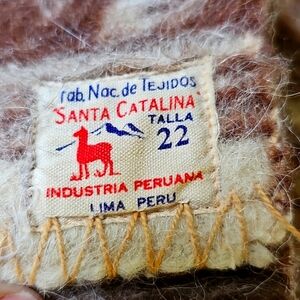 Fab. Nac. de TEJIDOS
"SANTA CATALINA"
TALLA
22
INDUSTRIA PERUANA
LIMA PERU